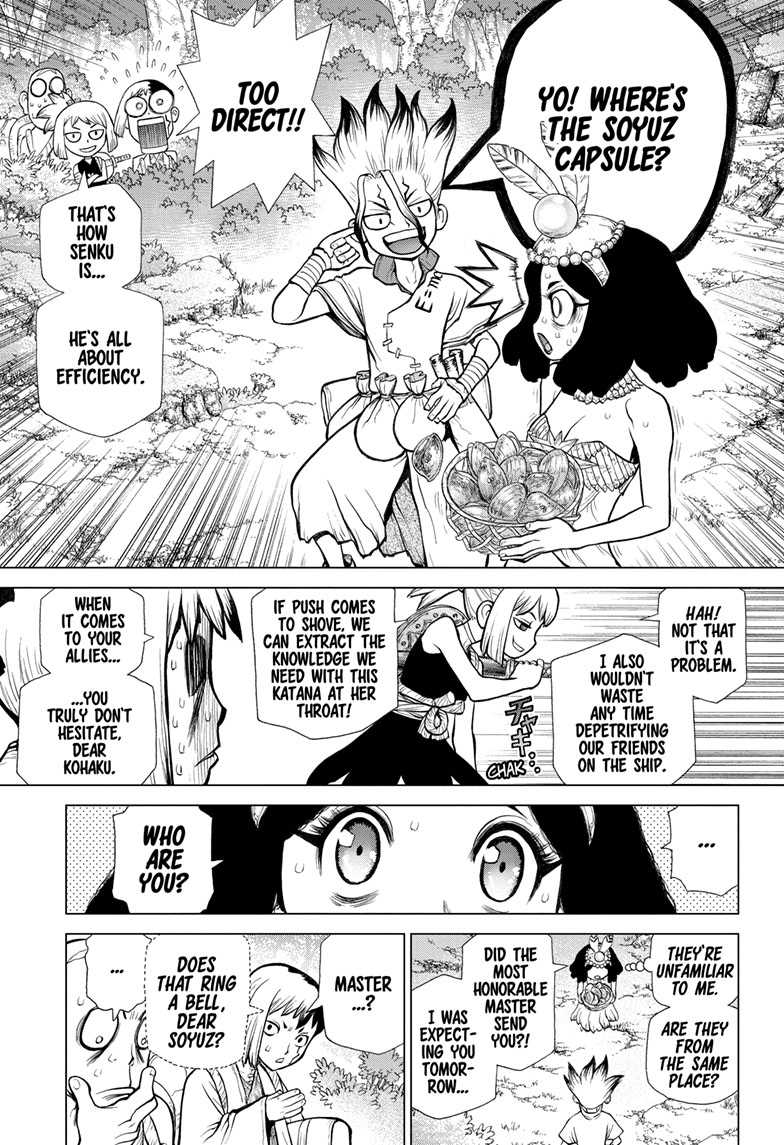 YO! WHERE'S
THE SOYUZ
CAPSULE?
TOO
DIRECT!!
THAT'S
HOW
SENKU
IS...
HE'S ALL
ABOUT
EFFICIENCY.
E=m
HAH!
NOT THAT
IT'S A
PROBLEM.
I ALSO
WOULDN'T
WASTE
ANY TIME
DEPETRIFYING
OUR FRIENDS
ON THE SHIP.
チャキ...
CHAK...
IF PUSH COMES
TO SHOVE, WE
CAN EXTRACT THE
KNOWLEDGE WE
NEED WITH THIS
KATANA AT HER
THROAT!
WHEN
IT COMES
TO YOUR
ALLIES...
...YOU
TRULY DON'T
HESITATE,
DEAR
KOHAKU.
...
WHO
ARE
YOU?
THEY'RE
UNFAMILIAR
TO ME.
ARE THEY
FROM
THE SAME
PLACE?
DID THE
MOST
HONORABLE
MASTER
SEND
YOU?!
I WAS
EXPECT-
ING YOU
TOMOR-
ROW...
MASTER
...?
DOES
THAT RING
A BELL,
DEAR
SOYUZ?
...